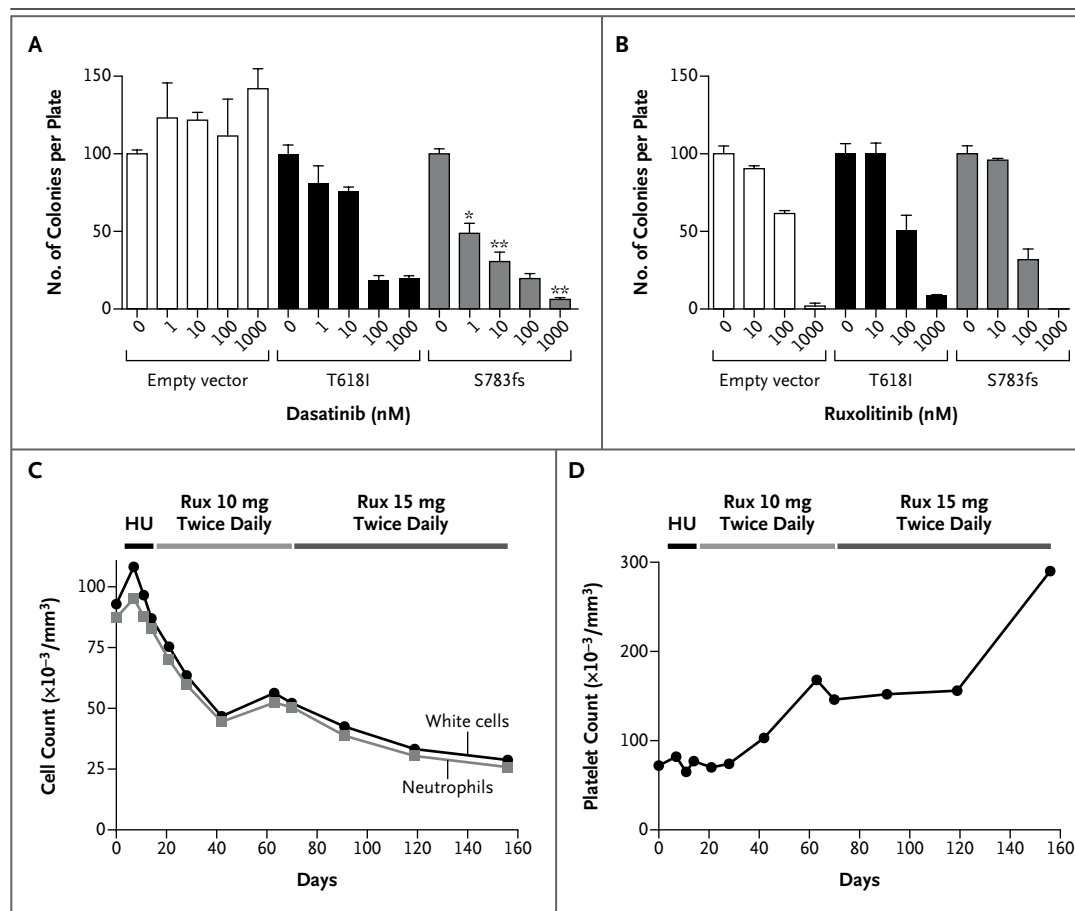 A
No. of Colonies per Plate
150
100
50
0
0 1 10 100 1000 0 1 10 100 1000 0 1 10 100 1000
* ** **
Empty vector T618I S783fs
Dasatinib (nM)
B
No. of Colonies per Plate
150
100
50
0
0 10 100 1000 0 10 100 1000 0 10 100 1000
Empty vector T618I S783fs
Ruxolitinib (nM)
C
HU
Rux 10 mg
Twice Daily
Rux 15 mg
Twice Daily
Cell Count (×10⁻³/mm³)
100
75
50
25
0
White cells
Neutrophils
0 20 40 60 80 100 120 140 160
Days
D
HU
Rux 10 mg
Twice Daily
Rux 15 mg
Twice Daily
Platelet Count (×10⁻³/mm³)
300
200
100
0
0 20 40 60 80 100 120 140 160
Days